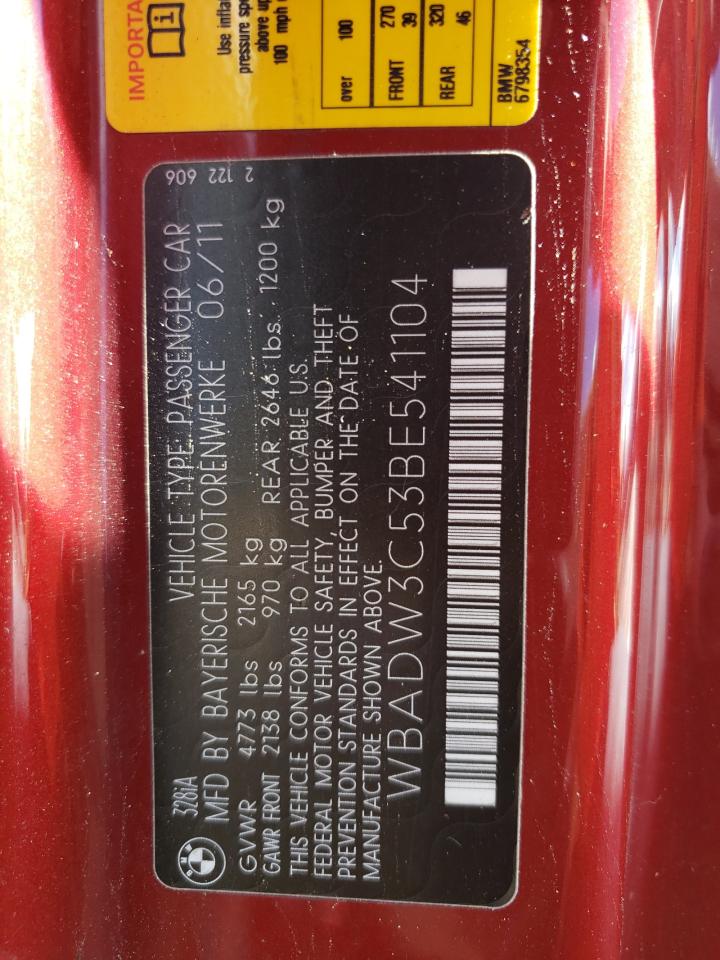 328iA VEHICLE TYPE PASSENGER CAR
MFD BY BAYERISCHE MOTORENWERKE 06/11
GVWR 4773 lbs 2165 kg
GAWR FRONT 2138 lbs 970 kg REAR 2646 lbs. 1200 kg
THIS VEHICLE CONFORMS TO ALL APPLICABLE U.S.
FEDERAL MOTOR VEHICLE SAFETY, BUMPER AND THEFT
PREVENTION STANDARDS IN EFFECT ON THE DATE OF
MANUFACTURE SHOWN ABOVE.
WBADW3C53BE541104
2 122 606
BMW
IMPORTA
i
Use
pressure
above
100 mph
over 100
FRONT 270
39
REAR 320
46
BMW
6798354